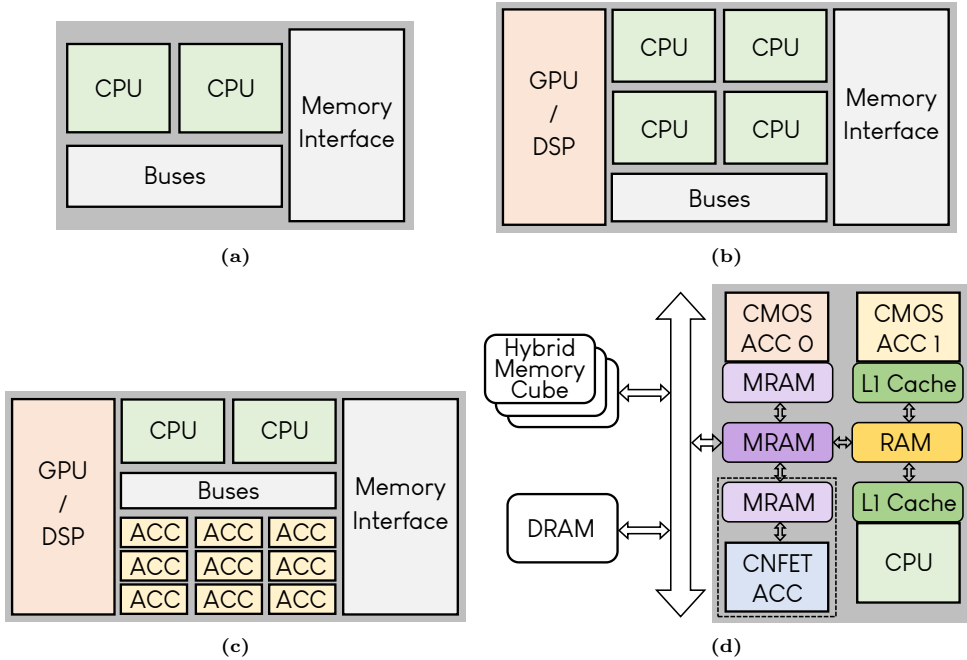 CPU
CPU
Buses
Memory
Interface
(a)
GPU
/
DSP
CPU
CPU
CPU
CPU
Buses
Memory
Interface
(b)
GPU
/
DSP
CPU
CPU
Buses
ACC
ACC
ACC
ACC
ACC
ACC
ACC
ACC
ACC
Memory
Interface
(c)
Hybrid
Memory
Cube
DRAM
CMOS
ACC 0
CMOS
ACC 1
MRAM
L1 Cache
MRAM
RAM
MRAM
L1 Cache
CNFET
ACC
CPU
(d)